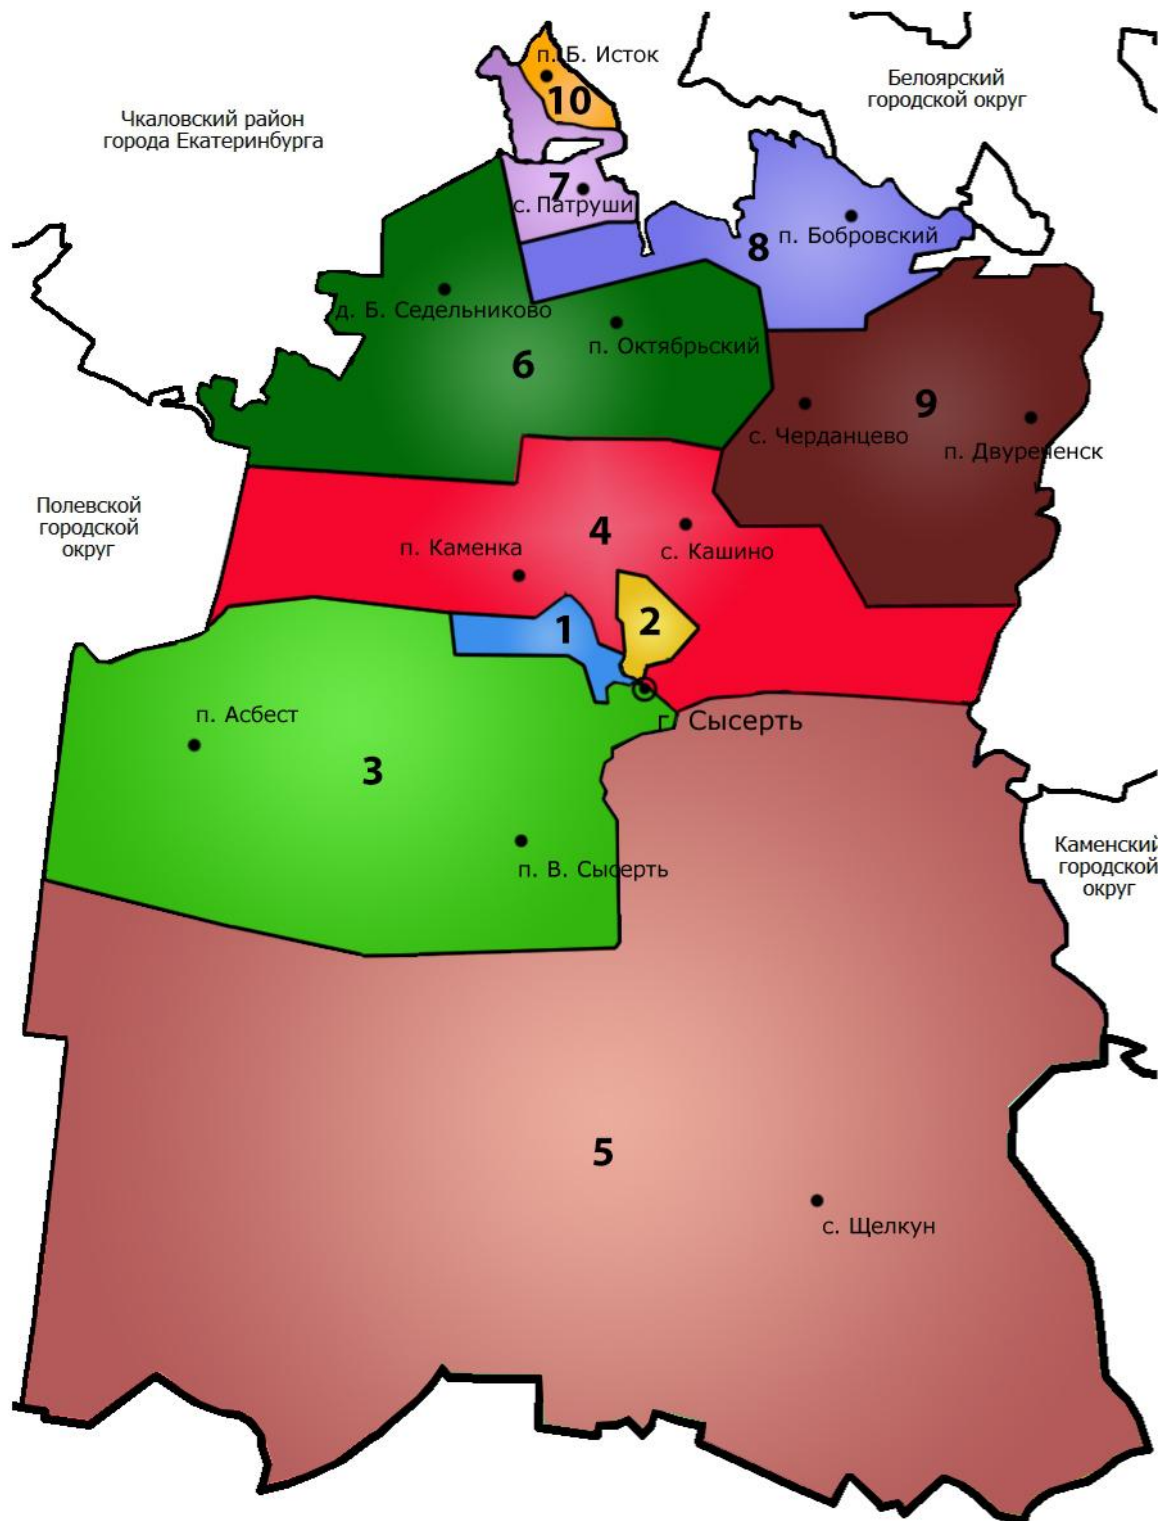 п. Б. Исток
10
Белоярский
городской округ
Чкаловский район
города Екатеринбурга
7
с. Патруши
8
п. Бобровский
д. Б. Седельниково
п. Октябрьский
6
9
с. Черданцево
п. Двуреченск
Полевской
городской
округ
4
п. Каменка
с. Кашино
1
2
г. Сысерть
п. Асбест
3
Каменский
городской
округ
п. В. Сысерть
5
с. Щелкун